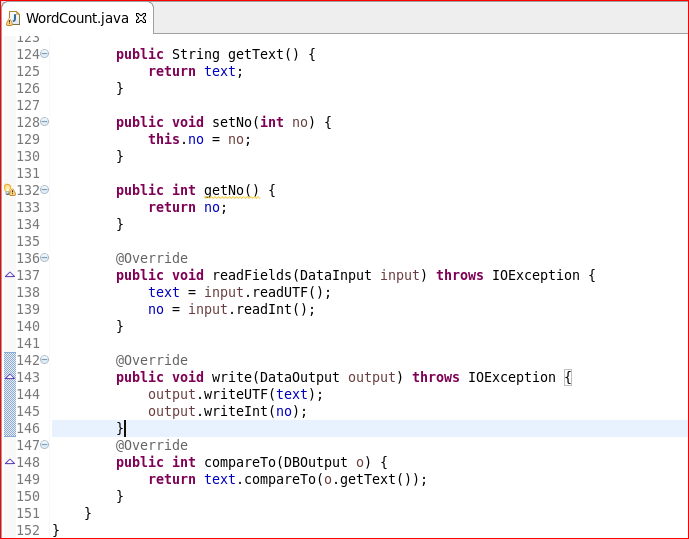 WordCount.java
123
124 public String getText() {
125 return text;
126 }
127
128 public void setNo(int no) {
129 this.no = no;
130 }
131
132 public int getNo() {
133 return no;
134 }
135
136 @Override
137 public void readFields(DataInput input) throws IOException {
138 text = input.readUTF();
139 no = input.readInt();
140 }
141
142 @Override
143 public void write(DataOutput output) throws IOException {
144 output.writeUTF(text);
145 output.writeInt(no);
146 }
147 @Override
148 public int compareTo(DBOutput o) {
149 return text.compareTo(o.getText());
150 }
151 }
152 }